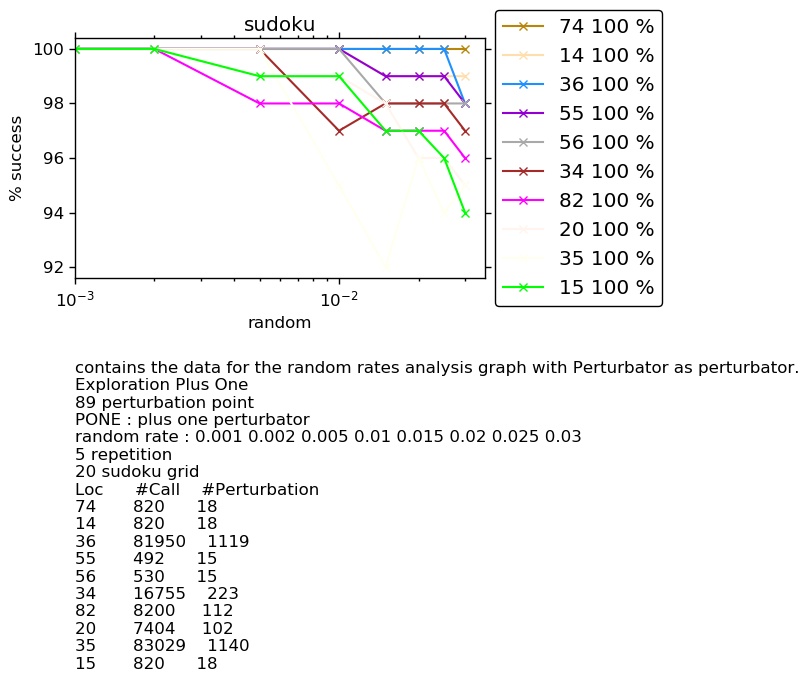 sudoku
100
98
96
94
92
% success
10^-3
10^-2
random
74 100 %
14 100 %
36 100 %
55 100 %
56 100 %
34 100 %
82 100 %
20 100 %
35 100 %
15 100 %
contains the data for the random rates analysis graph with Perturbator as perturbator.
Exploration Plus One
89 perturbation point
PONE : plus one perturbator
random rate : 0.001 0.002 0.005 0.01 0.015 0.02 0.025 0.03
5 repetition
20 sudoku grid
Loc #Call #Perturbation
74 820 18
14 820 18
36 81950 1119
55 492 15
56 530 15
34 16755 223
82 8200 112
20 7404 102
35 83029 1140
15 820 18